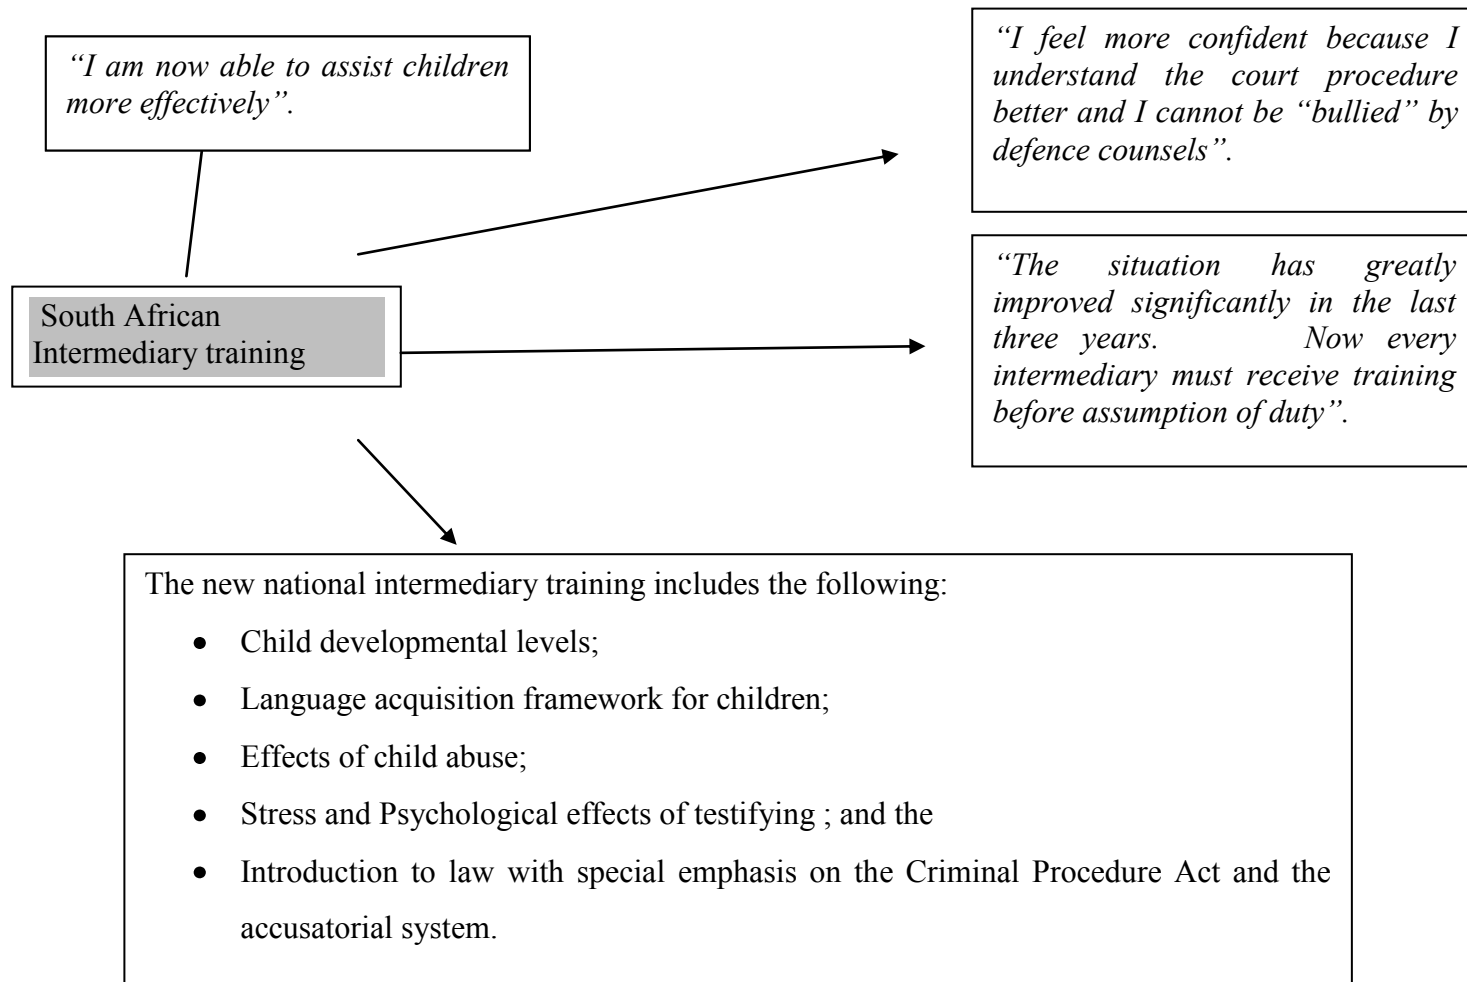 “I am now able to assist children
more effectively”.
“I feel more confident because I
understand the court procedure
better and I cannot be “bullied” by
defence counsels”.
South African
Intermediary training
“The situation has greatly
improved significantly in the last
three years. Now every
intermediary must receive training
before assumption of duty”.
The new national intermediary training includes the following:
• Child developmental levels;
• Language acquisition framework for children;
• Effects of child abuse;
• Stress and Psychological effects of testifying ; and the
• Introduction to law with special emphasis on the Criminal Procedure Act and the
accusatorial system.